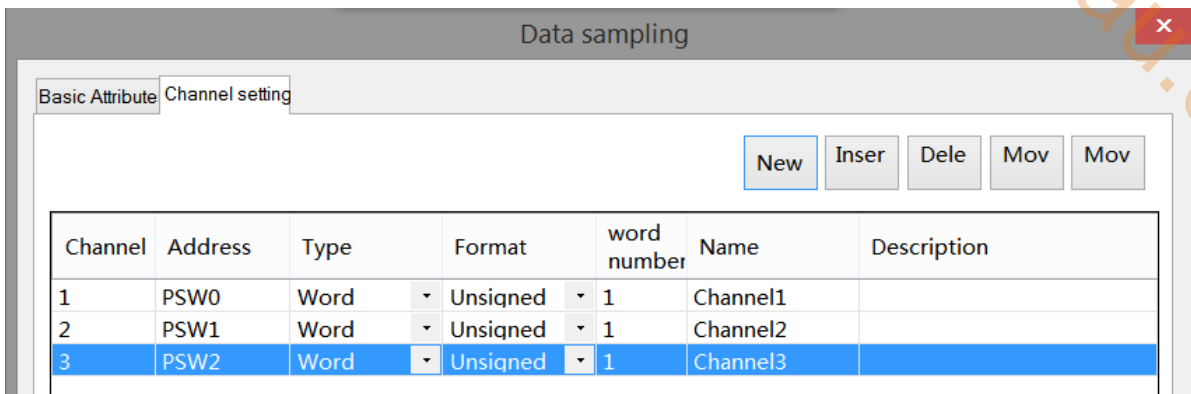 Data sampling
Basic Attribute Channel setting
New Inser Dele Mov Mov
Channel Address Type Format word number Name Description
1 PSW0 Word Unsigned 1 Channel1
2 PSW1 Word Unsigned 1 Channel2
3 PSW2 Word Unsigned 1 Channel3